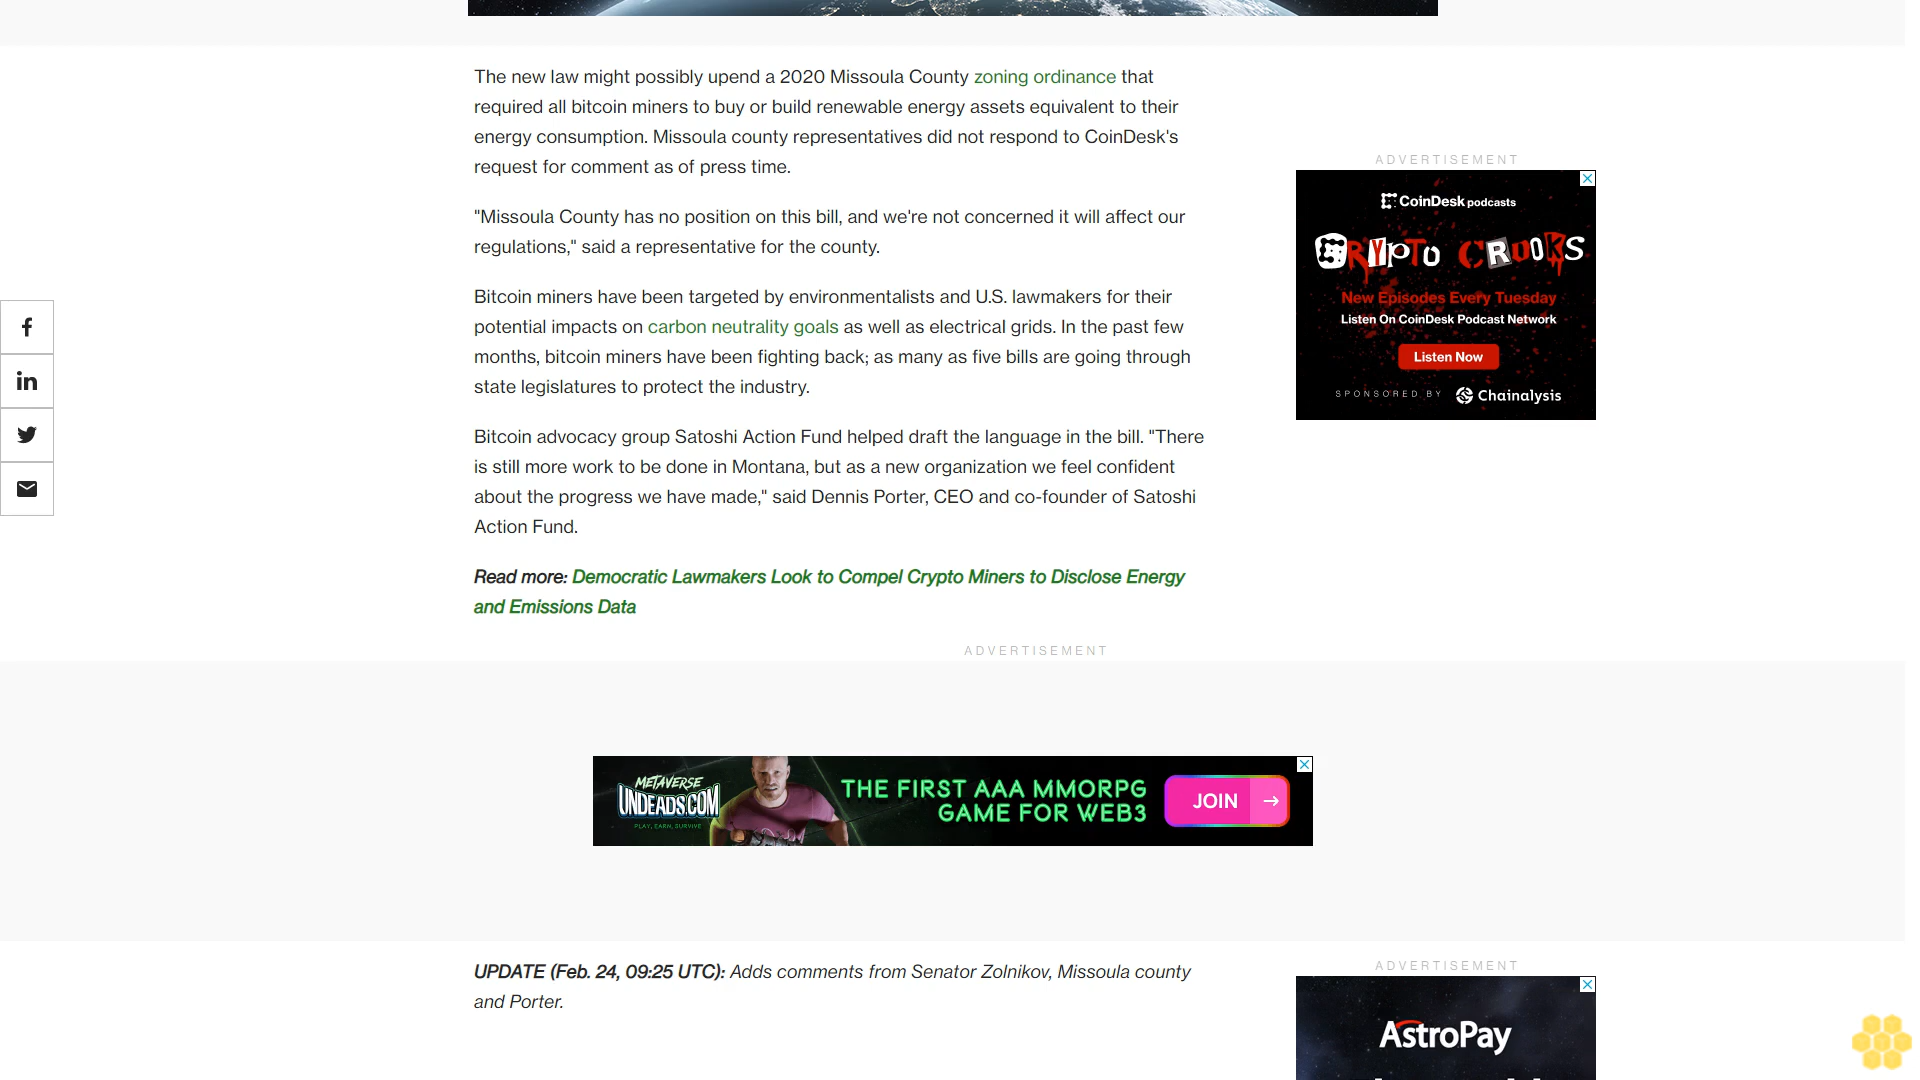 The new law might possibly upend a 2020 Missoula County zoning ordinance that
required all bitcoin miners to buy or build renewable energy assets equivalent to their
energy consumption. Missoula county representatives did not respond to CoinDesk's
request for comment as of press time.
"Missoula County has no position on this bill, and we're not concerned it will affect our
regulations," said a representative for the county.
Bitcoin miners have been targeted by environmentalists and U.S. lawmakers for their
potential impacts on carbon neutrality goals as well as electrical grids. In the past few
months, bitcoin miners have been fighting back; as many as five bills are going through
state legislatures to protect the industry.
Bitcoin advocacy group Satoshi Action Fund helped draft the language in the bill. "There
is still more work to be done in Montana, but as a new organization we feel confident
about the progress we have made," said Dennis Porter, CEO and co-founder of Satoshi
Action Fund.
Read more: Democratic Lawmakers Look to Compel Crypto Miners to Disclose Energy
and Emissions Data
ADVERTISEMENT
CoinDesk podcasts
CRYPTO CROOKS
New Episodes Every Tuesday
Listen On CoinDesk Podcast Network
Listen Now
SPONSORED BY Chainalysis
ADVERTISEMENT
METAVERSE
UNDEADS.COM
PLAY, EARN, SURVIVE
THE FIRST AAA MMORPG
GAME FOR WEB3
JOIN
UPDATE (Feb. 24, 09:25 UTC): Adds comments from Senator Zolnikov, Missoula county
and Porter.
ADVERTISEMENT
AstroPay